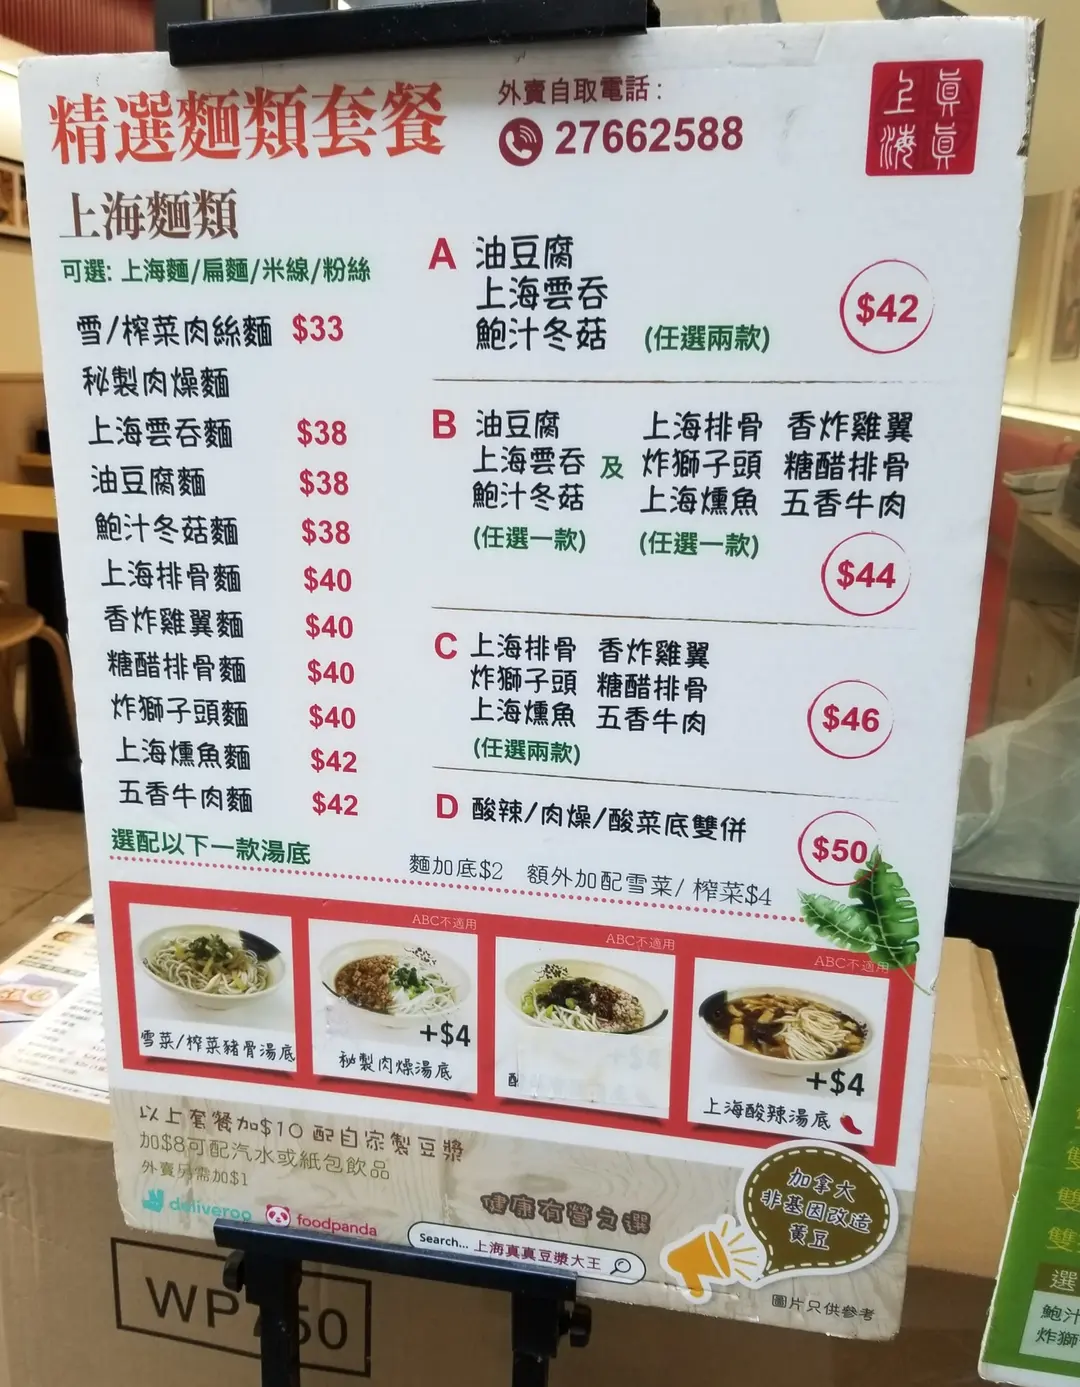 精選麵類套餐
外賣自取電話:
27662588
上海
真真
上海麵類
可選: 上海麵/扁麵/米線/粉絲
雪/榨菜肉絲麵 $33
秘製肉燥麵
上海雲吞麵 $38
油豆腐麵 $38
鮑汁冬菇麵 $38
上海排骨麵 $40
香炸雞翼麵 $40
糖醋排骨麵 $40
炸獅子頭麵 $40
上海燻魚麵 $42
五香牛肉麵 $42
選配以下一款湯底
A 油豆腐
上海雲吞
鮑汁冬菇 (任選兩款)
$42
B 油豆腐 上海排骨 香炸雞翼
上海雲吞 及 炸獅子頭 糖醋排骨
鮑汁冬菇 上海燻魚 五香牛肉
(任選一款) (任選一款)
$44
C 上海排骨 香炸雞翼
炸獅子頭 糖醋排骨
上海燻魚 五香牛肉
(任選兩款)
$46
D 酸辣/肉燥/酸菜底雙併
$50
麵加底$2 額外加配雪菜/ 榨菜$4
ABC不適用
ABC不適用
ABC不適用
雪菜/榨菜豬骨湯底
+$4
秘製肉燥湯底
+$4
上海酸辣湯底
以上套餐加$10 配自家製豆漿
加$8可配汽水或紙包飲品
外賣另需加$1
deliveroo
foodpanda
健康有營之選
Search... 上海真真豆漿大王
加拿大
非基因改造
黃豆
圖片只供參考
選
鮑汁
炸獅